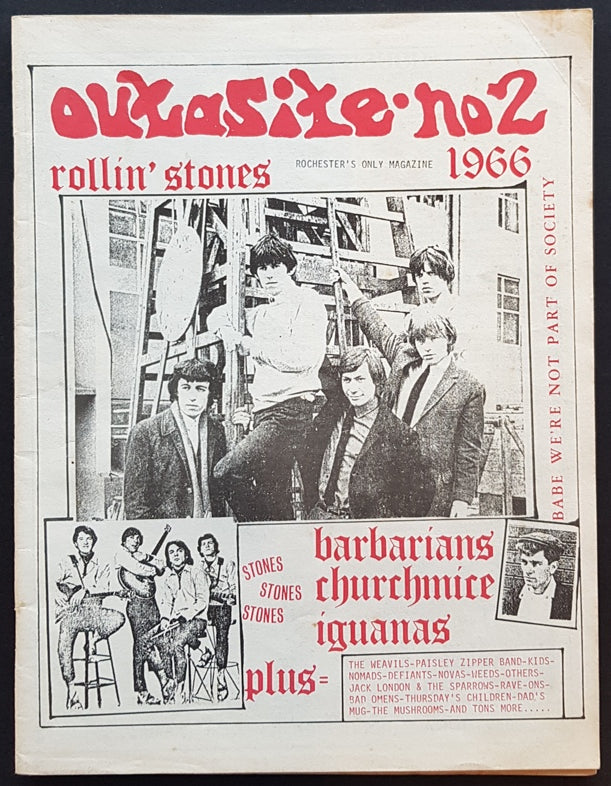 outasite·no2
rollin' stones
ROCHESTER'S ONLY MAGAZINE
1966
BABE WE'RE NOT PART OF SOCIETY
STONES
STONES
STONES
barbarians
churchmice
iguanas
plus=
THE WEAVILS-PAISLEY ZIPPER BAND-KIDS-
NOMADS-DEFIANTS-NOVAS-WEEDS-OTHERS-
JACK LONDON & THE SPARROWS-RAVE-ONS-
BAD OMENS-THURSDAY'S CHILDREN-DAD'S
MUG-THE MUSHROOMS-AND TONS MORE.....